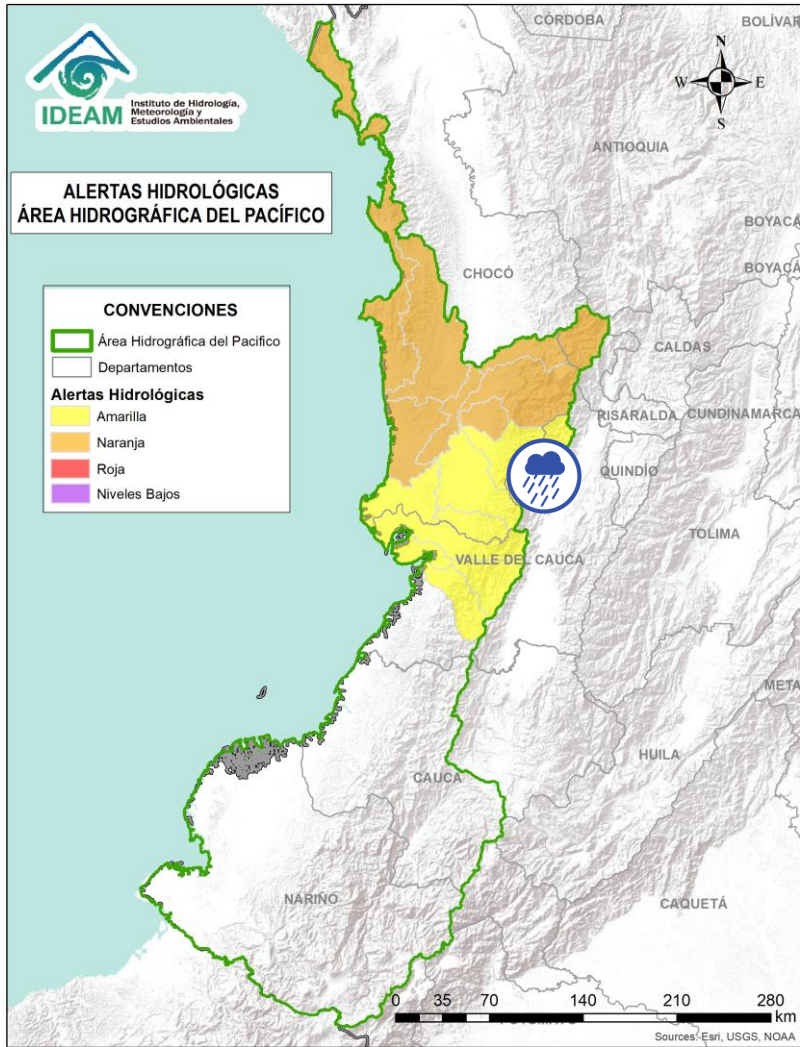 IDEAM
Instituto de Hidrología,
Meteorología y
Estudios Ambientales
ALERTAS HIDROLÓGICAS
ÁREA HIDROGRÁFICA DEL PACÍFICO
CONVENCIONES
Área Hidrográfica del Pacifico
Departamentos
Alertas Hidrológicas
Amarilla
Naranja
Roja
Niveles Bajos
CÓRDOBA
BOLÍVAR
N
W E
S
ANTIOQUIA
BOYACÁ
CHOCÓ
BOYACÁ
CALDAS
RISARALDA
CUNDINAMARCA
QUINDÍO
TOLIMA
VALLE DEL CAUCA
META
HUILA
CAUCA
NARIÑO
CAQUETÁ
0 35 70 140 210 280
km
Sources: Esri, USGS, NOAA